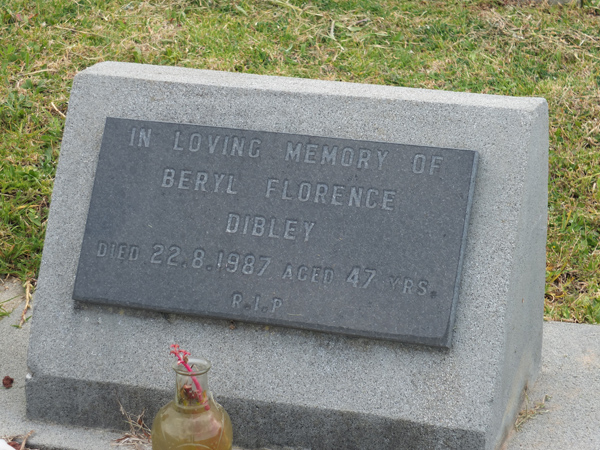 IN LOVING MEMORY OF
BERYL FLORENCE
DIBLEY
DIED 22.8.1987 AGED 47 YRS.
R.I.P